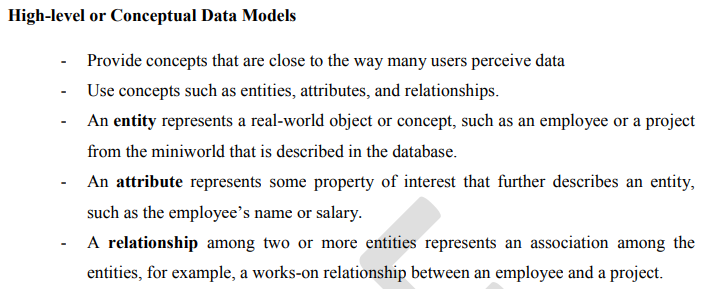 High-level or Conceptual Data Models
- Provide concepts that are close to the way many users perceive data
- Use concepts such as entities, attributes, and relationships.
- An entity represents a real-world object or concept, such as an employee or a project
from the miniworld that is described in the database.
- An attribute represents some property of interest that further describes an entity,
such as the employee’s name or salary.
- A relationship among two or more entities represents an association among the
entities, for example, a works-on relationship between an employee and a project.